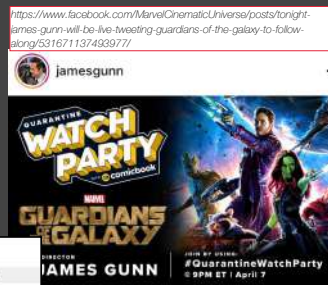 https://www.facebook.com/MarvelCinematicUniverse/posts/tonight-
james-gunn-will-be-live-tweeting-guardians-of-the-galaxy-to-follow-
along/531671137493977/
jamesgunn
QUARANTINE
WATCH
PARTY
comicbook
MARVEL
GUARDIANS
OF THE GALAXY
DIRECTOR
JAMES GUNN
JOIN BY USING:
#QuarantineWatchParty
@ 9PM ET | April 7